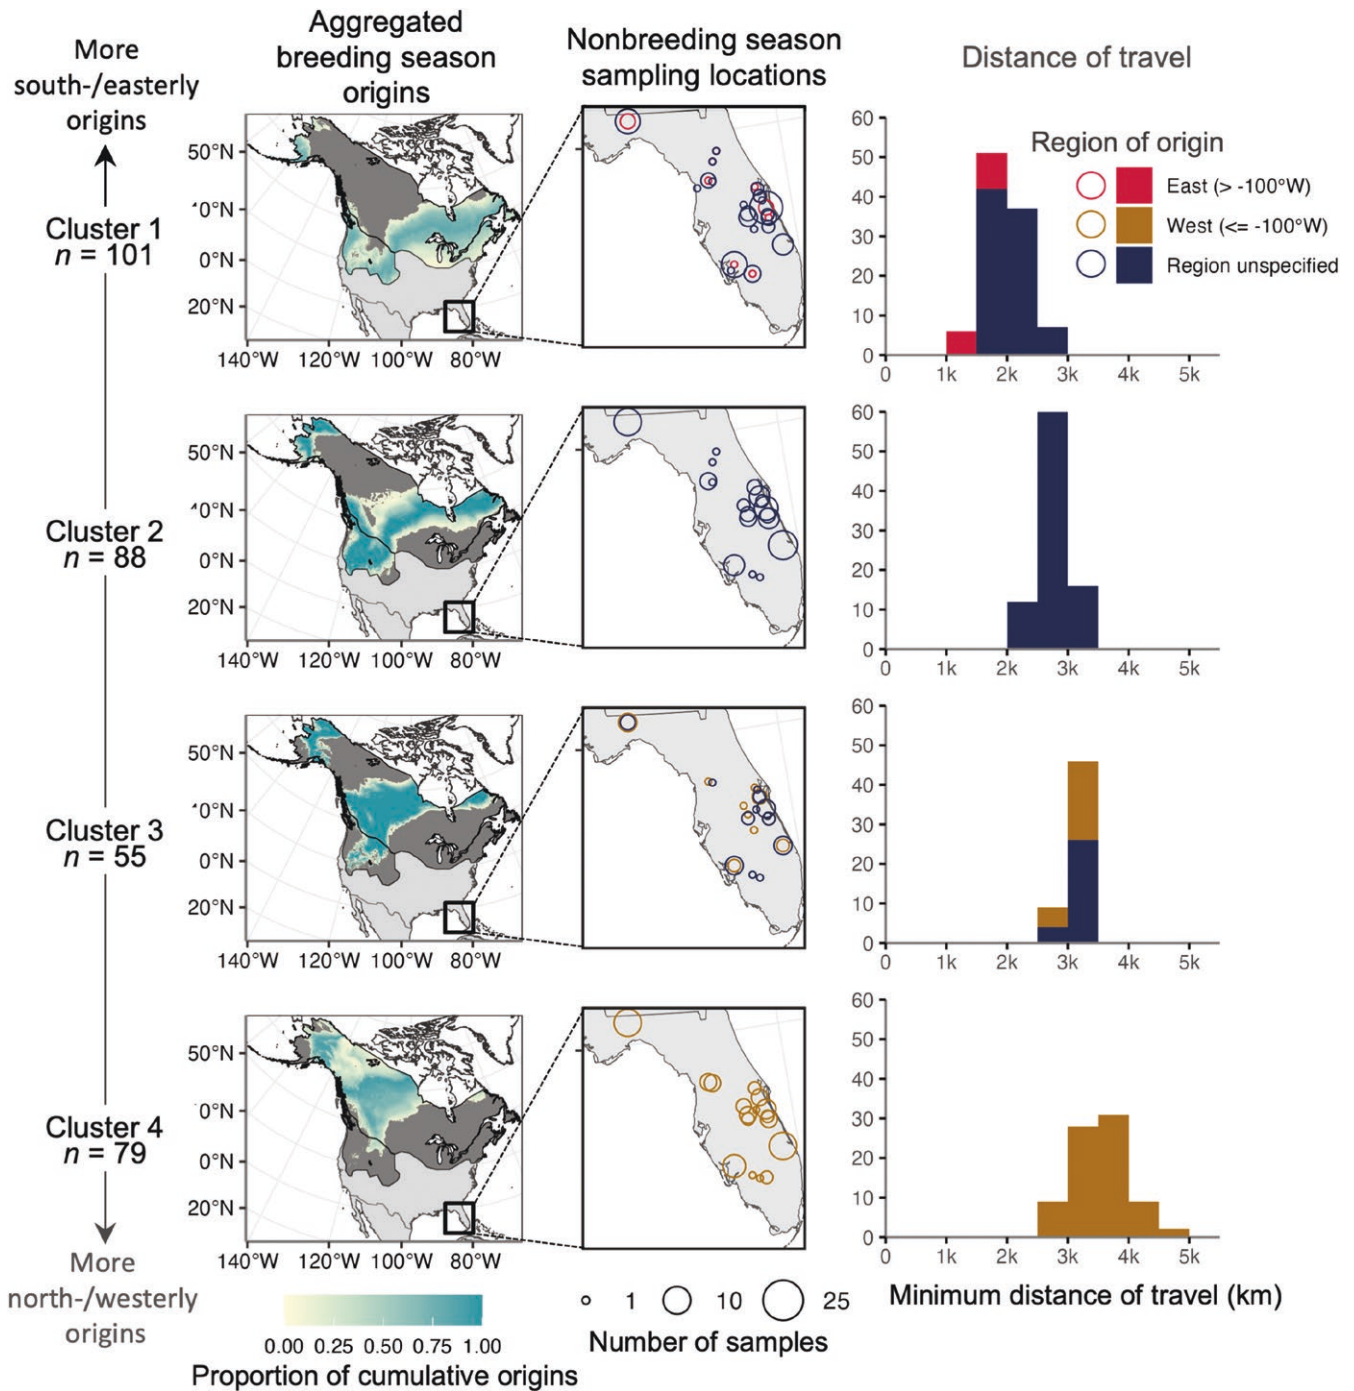 More
south-/easterly
origins
Aggregated
breeding season
origins
Nonbreeding season
sampling locations
Distance of travel
Cluster 1
n = 101
50°N
'0°N
0°N
20°N
140°W 120°W 100°W 80°W
60
50
40
30
20
10
0
0 1k 2k 3k 4k 5k
Region of origin
East (> -100°W)
West (<= -100°W)
Region unspecified
Cluster 2
n = 88
50°N
'0°N
0°N
20°N
140°W 120°W 100°W 80°W
60
50
40
30
20
10
0
0 1k 2k 3k 4k 5k
Cluster 3
n = 55
50°N
'0°N
0°N
20°N
140°W 120°W 100°W 80°W
60
50
40
30
20
10
0
0 1k 2k 3k 4k 5k
Cluster 4
n = 79
50°N
'0°N
0°N
20°N
140°W 120°W 100°W 80°W
60
50
40
30
20
10
0
0 1k 2k 3k 4k 5k
More
north-/westerly
origins
0.00 0.25 0.50 0.75 1.00
Proportion of cumulative origins
1 10 25
Number of samples
Minimum distance of travel (km)